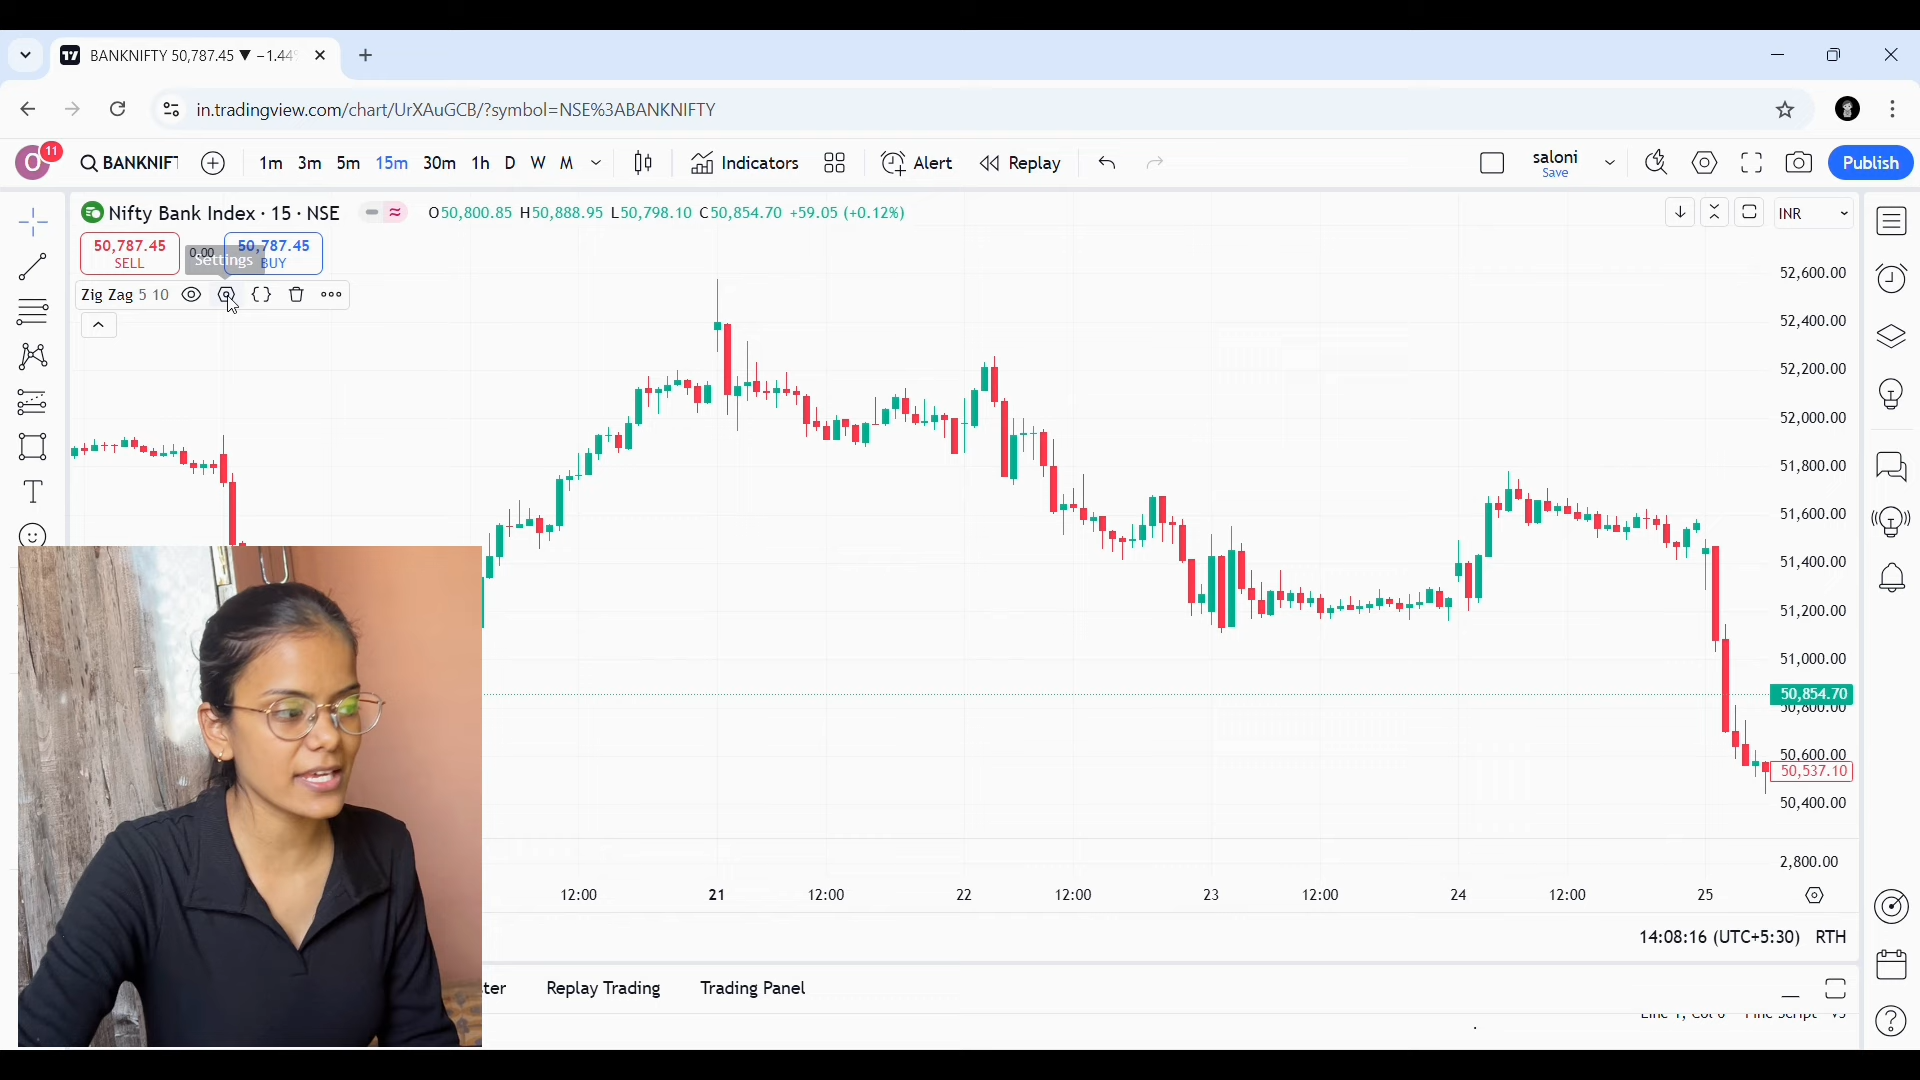 BANKNIFTY 50,787.45 ▼ −1.44%
in.tradingview.com/chart/UrXAuGCB/?symbol=NSE%3ABANKNIFTY
O 11 BANKNIFT 1m 3m 5m 15m 30m 1h D W M Indicators Alert Replay saloni Save Publish
Nifty Bank Index · 15 · NSE O50,800.85 H50,888.95 L50,798.10 C50,854.70 +59.05 (+0.12%) INR
50,787.45 SELL 0.00 50,787.45 BUY
Settings
Zig Zag 5 10
T
52,600.00
52,400.00
52,200.00
52,000.00
51,800.00
51,600.00
51,400.00
51,200.00
51,000.00
50,854.70
50,800.00
50,600.00
50,537.10
50,400.00
2,800.00
12:00 21 12:00 22 12:00 23 12:00 24 12:00 25
14:08:16 (UTC+5:30) RTH
ter Replay Trading Trading Panel